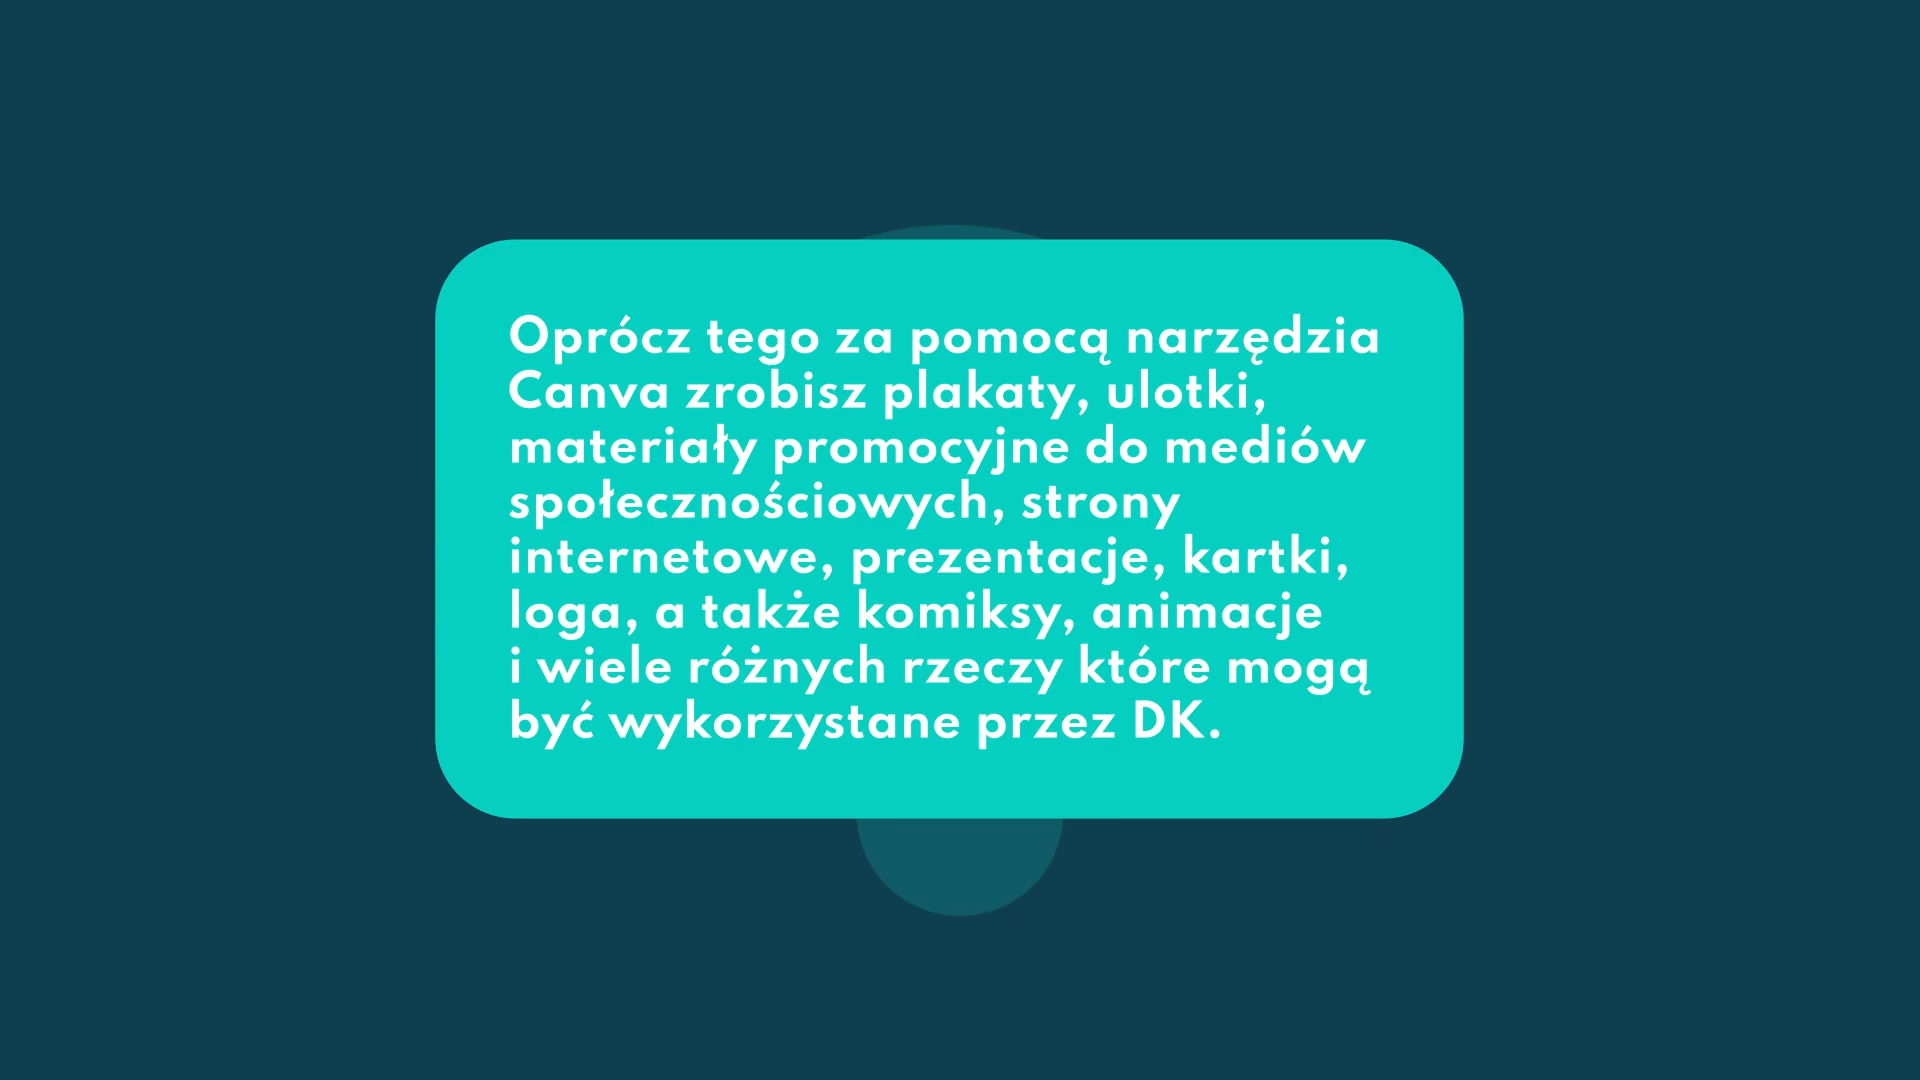 Oprócz tego za pomocą narzędzia
Canva zrobisz plakaty, ulotki,
materiały promocyjne do mediów
społecznościowych, strony
internetowe, prezentacje, kartki,
loga, a także komiksy, animacje
i wiele różnych rzeczy które mogą
być wykorzystane przez DK.